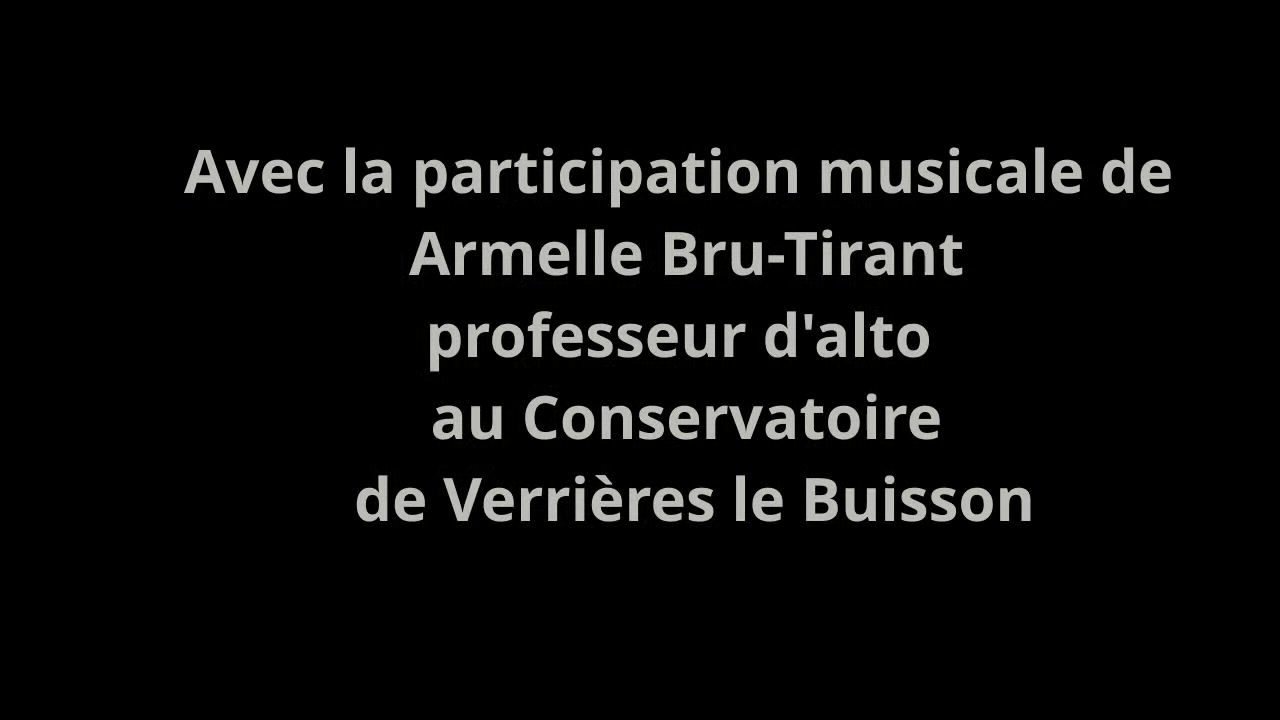 Avec la participation musicale de
Armelle Bru-Tirant
professeur d'alto
au Conservatoire
de Verrières le Buisson